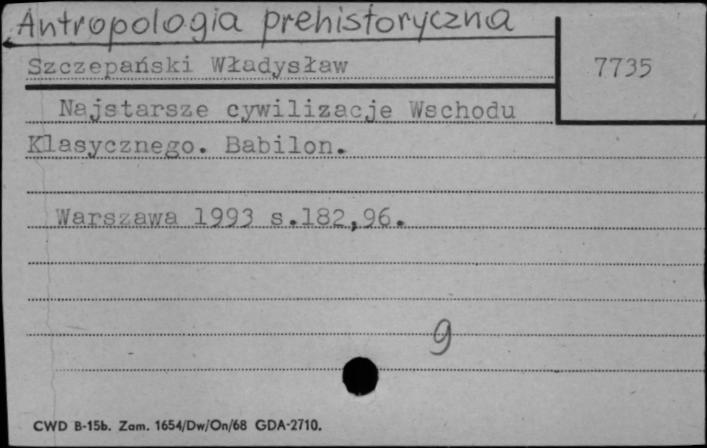 Antropologia prehistoryczna
Szczepański Władysław
7735
Najstarsze cywilizacje Wschodu
Klasycznego. Babilon.
Warszawa 1993 s.182,96.
9
CWD B-15b. Zam. 1654/Dw/On/68 GDA-2710.